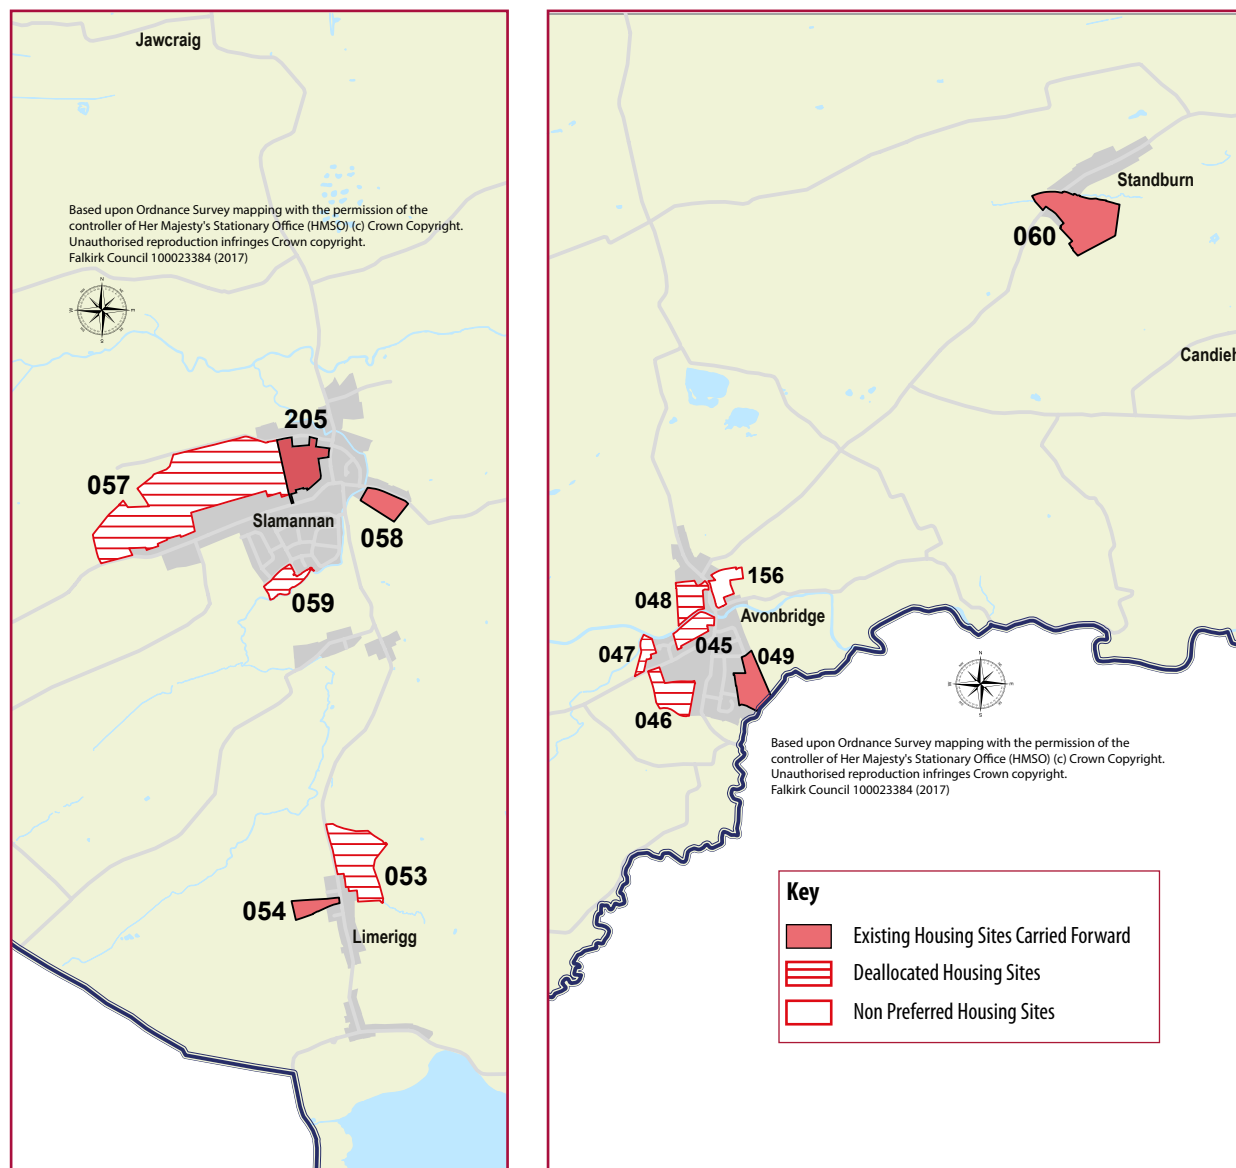 Jawcraig
Based upon Ordnance Survey mapping with the permission of the
controller of Her Majesty's Stationary Office (HMSO) (c) Crown Copyright.
Unauthorised reproduction infringes Crown copyright.
Falkirk Council 100023384 (2017)
205
057
Slamannan
058
059
053
054
Limerigg
Standburn
060
Candieh
156
048
Avonbridge
045
047
049
046
Based upon Ordnance Survey mapping with the permission of the
controller of Her Majesty's Stationary Office (HMSO) (c) Crown Copyright.
Unauthorised reproduction infringes Crown copyright.
Falkirk Council 100023384 (2017)
Key
Existing Housing Sites Carried Forward
Deallocated Housing Sites
Non Preferred Housing Sites